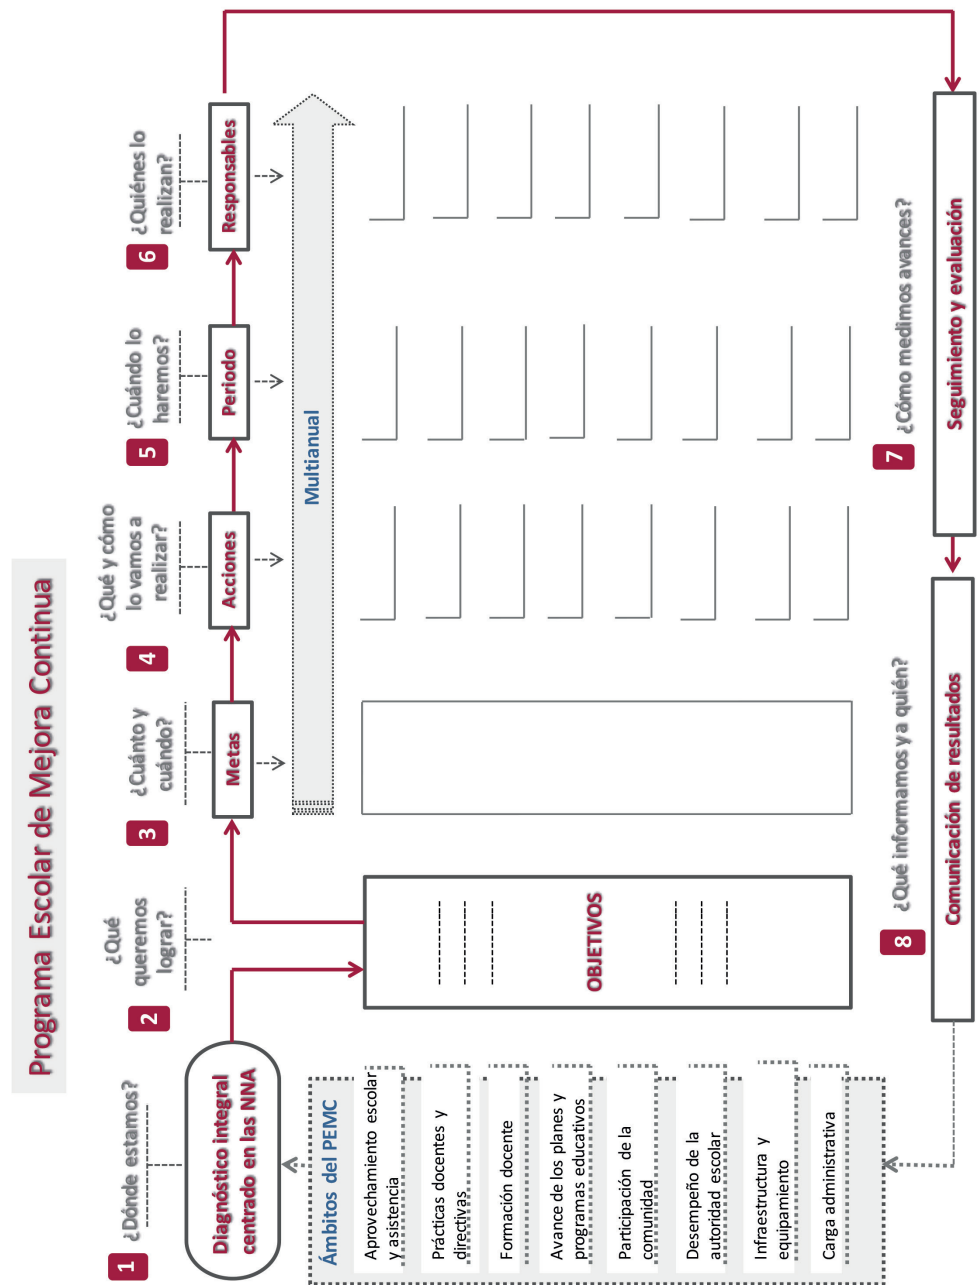 Programa Escolar de Mejora Continua
1
¿Dónde estamos?
Diagnóstico integral
centrado en las NNA
2
¿Qué
queremos
lograr?
OBJETIVOS
3
¿Cuánto y
cuándo?
Metas
4
¿Qué y cómo
lo vamos a
realizar?
Acciones
5
¿Cuándo lo
haremos?
Periodo
6
¿Quiénes lo
realizan?
Responsables
Multianual
Ámbitos del PEMC
Aprovechamiento escolar
y asistencia
Prácticas docentes y
directivas
Formación docente
Avance de los planes y
programas educativos
Participación de la
comunidad
Desempeño de la
autoridad escolar
Infraestructura y
equipamiento
Carga administrativa
7
¿Cómo medimos avances?
Seguimiento y evaluación
8
¿Qué informamos y a quién?
Comunicación de resultados